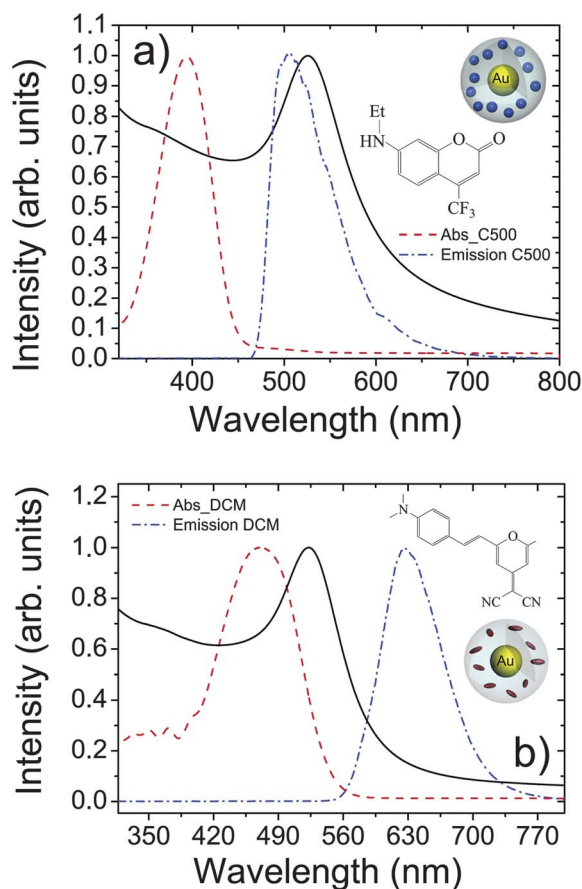 a)
1.1
1.0
0.9
0.8
0.7
0.6
0.5
0.4
0.3
0.2
0.1
0.0
Intensity (arb. units)
Au
Et
HN
O
O
CF₃
Abs_C500
Emission C500
400
500
600
700
800
Wavelength (nm)
Abs_DCM
Emission DCM
N
O
NC
CN
Au
b)
1.2
1.0
0.8
0.6
0.4
0.2
0.0
Intensity (arb. units)
350
420
490
560
630
700
770
Wavelength (nm)